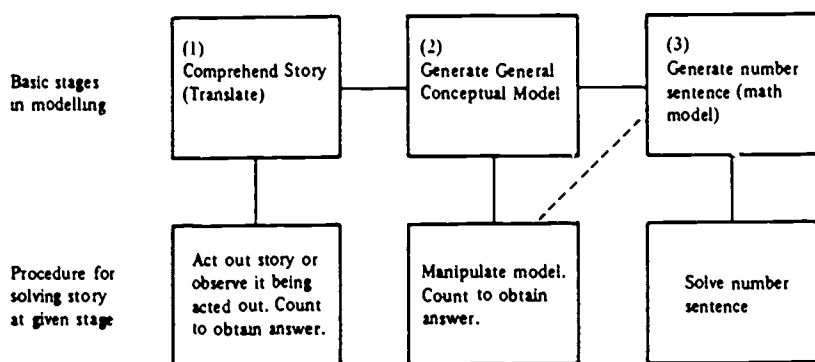 Basic stages
in modelling
(1)
Comprehend Story
(Translate)
(2)
Generate General
Conceptual Model
(3)
Generate number
sentence (math
model)
Procedure for
solving story
at given stage
Act out story or
observe it being
acted out. Count
to obtain answer.
Manipulate model.
Count to obtain
answer.
Solve number
sentence